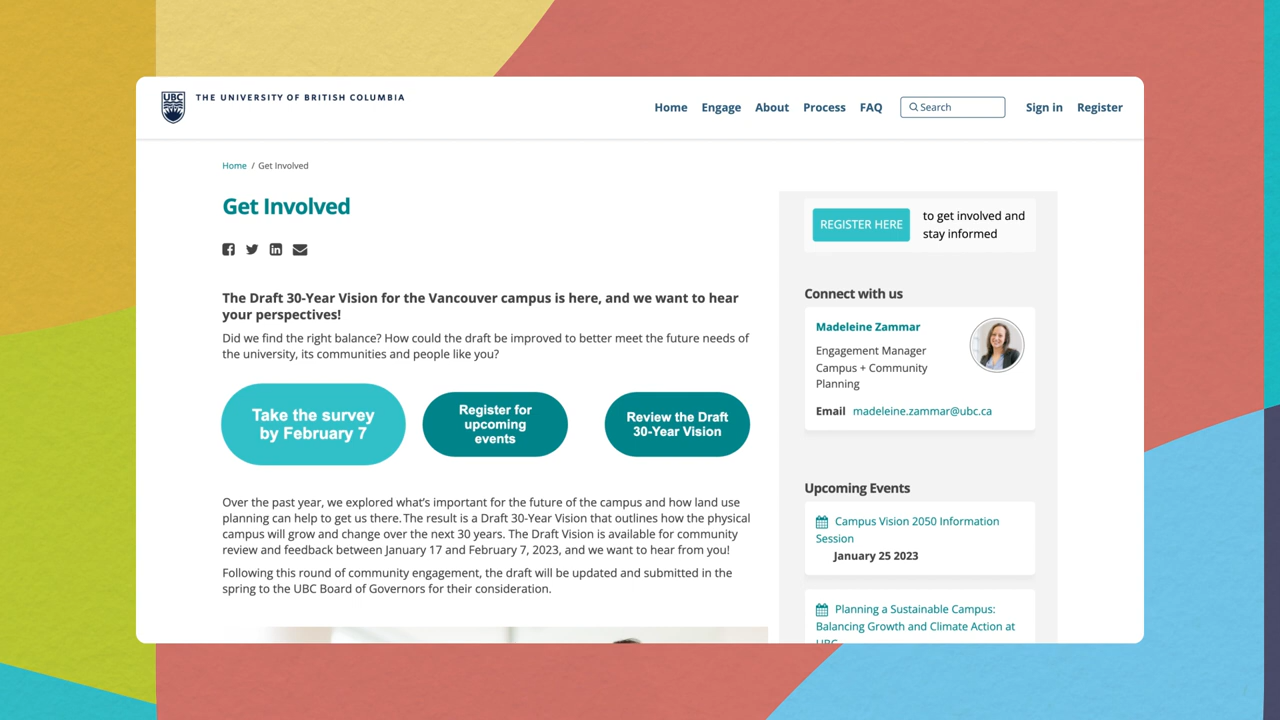 UBC
THE UNIVERSITY OF BRITISH COLUMBIA
Home Engage About Process FAQ Search Sign in Register
Home / Get Involved
Get Involved
The Draft 30-Year Vision for the Vancouver campus is here, and we want to hear
your perspectives!
Did we find the right balance? How could the draft be improved to better meet the future needs of
the university, its communities and people like you?
Take the survey
by February 7
Register for
upcoming
events
Review the Draft
30-Year Vision
Over the past year, we explored what's important for the future of the campus and how land use
planning can help to get us there. The result is a Draft 30-Year Vision that outlines how the physical
campus will grow and change over the next 30 years. The Draft Vision is available for community
review and feedback between January 17 and February 7, 2023, and we want to hear from you!
Following this round of community engagement, the draft will be updated and submitted in the
spring to the UBC Board of Governors for their consideration.
REGISTER HERE
to get involved and
stay informed
Connect with us
Madeleine Zammar
Engagement Manager
Campus + Community
Planning
Email madeleine.zammar@ubc.ca
Upcoming Events
Campus Vision 2050 Information
Session
January 25 2023
Planning a Sustainable Campus:
Balancing Growth and Climate Action at
UBC